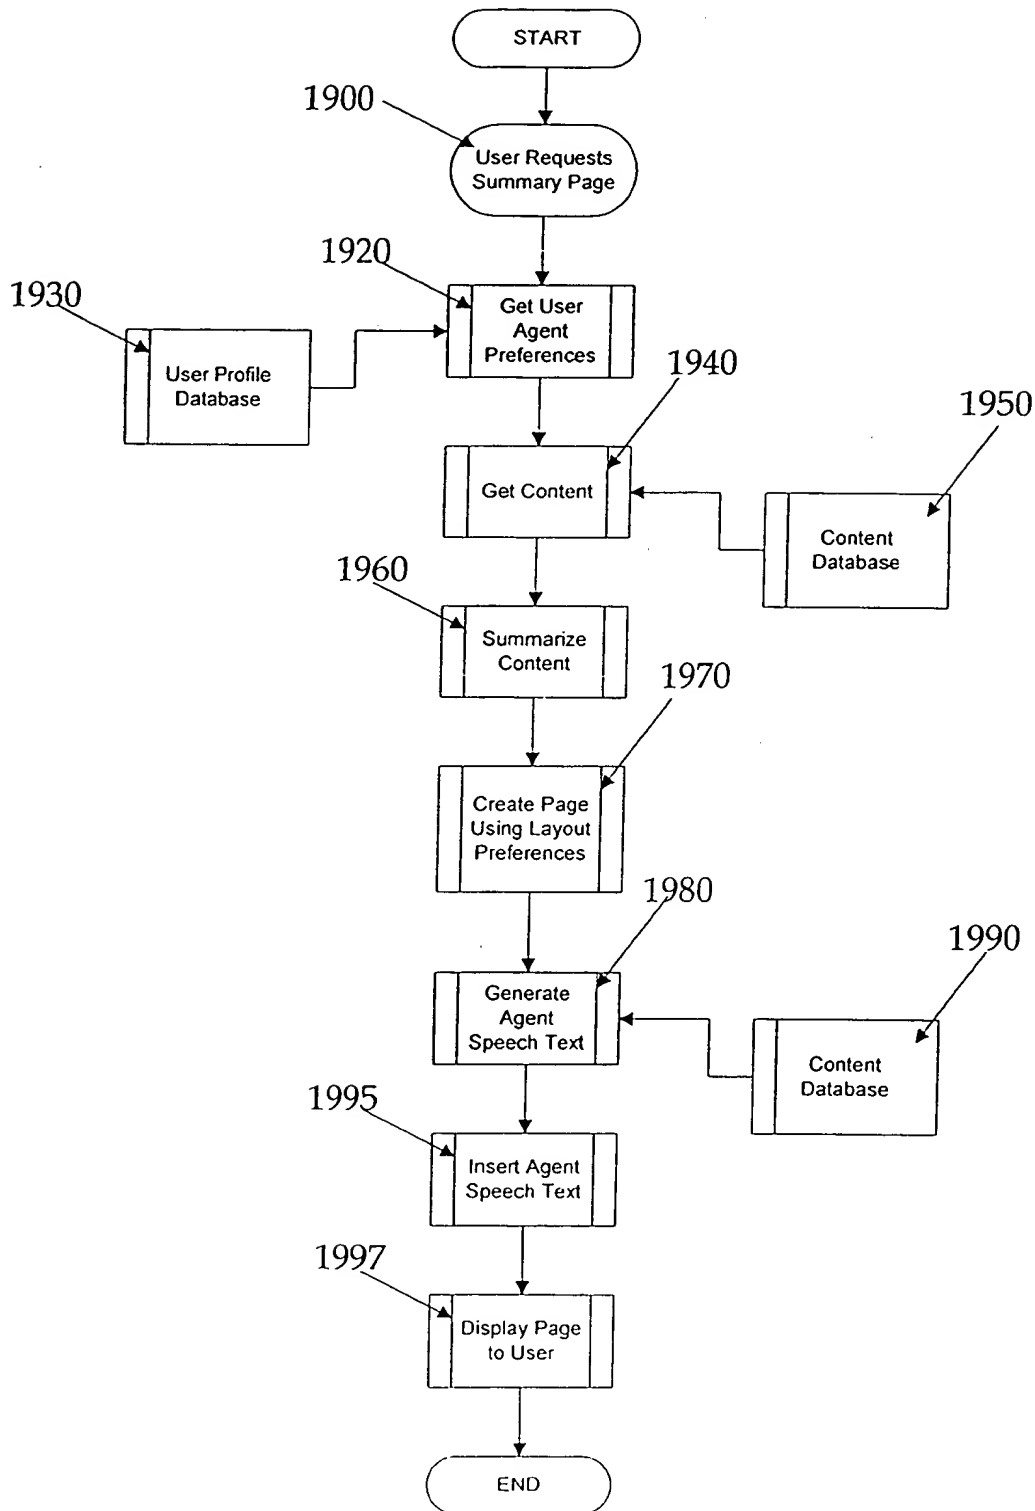 START
1900
User Requests
Summary Page
1920
Get User
Agent
Preferences
1930
User Profile
Database
1940
Get Content
1950
Content
Database
1960
Summarize
Content
1970
Create Page
Using Layout
Preferences
1980
Generate
Agent
Speech Text
1990
Content
Database
1995
Insert Agent
Speech Text
1997
Display Page
to User
END